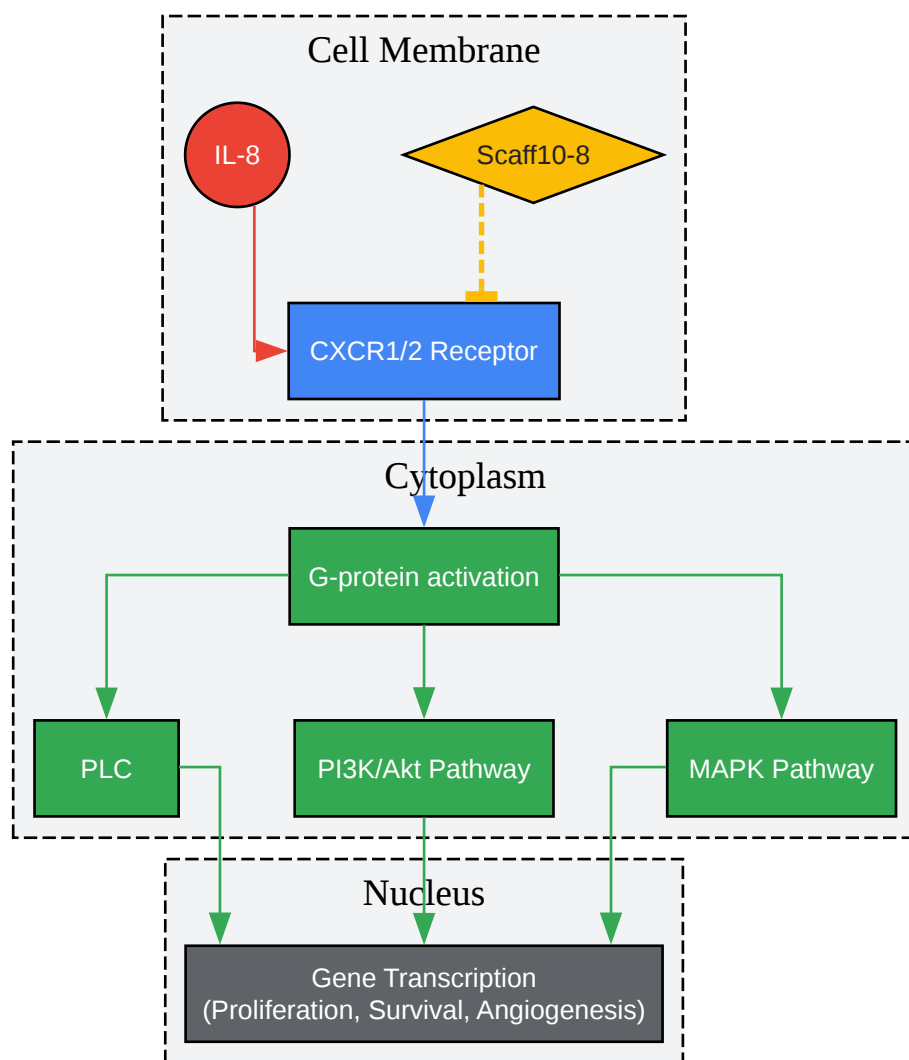 Cell Membrane
IL-8
Scaff10-8
CXCR1/2 Receptor
Cytoplasm
G-protein activation
PLC
PI3K/Akt Pathway
MAPK Pathway
Nucleus
Gene Transcription
(Proliferation, Survival, Angiogenesis)